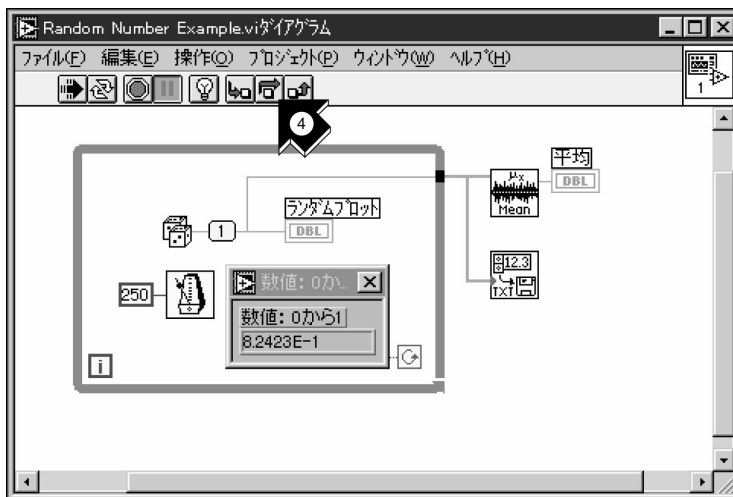 Random Number Example.viダイアグラム
ファイル(F) 編集(E) 操作(O) プロジェクト(P) ウィンドウ(W) ヘルプ(H)
1
4
平均
DBL
μx
Mean
ランダムプロット
DBL
1
12.3
TXT
250
数値: 0か...
数値: 0から1
8.2423E-1
i